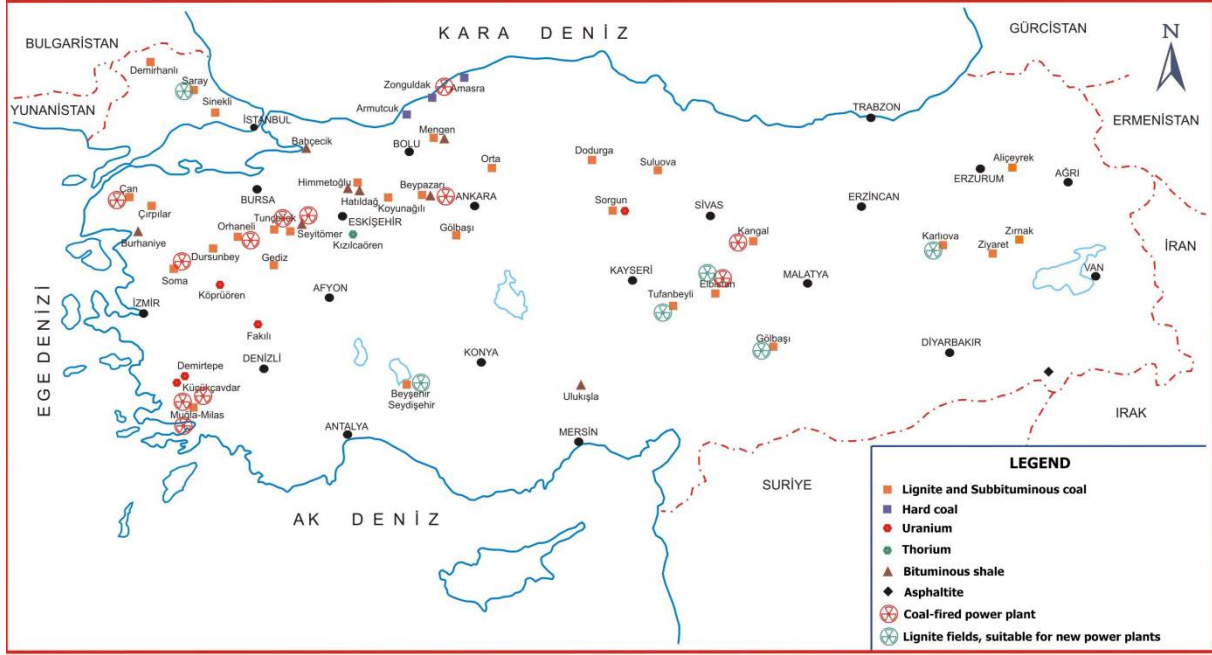 KARA DENİZ
GÜRCİSTAN
N
BULGARİSTAN
Demirhanlı
Saray
Zonguldak
Amasra
YUNANİSTAN
Sinekli
Armutcuk
TRABZON
İSTANBUL
ERMENİSTAN
Mengen
Bahçecik
BOLU
Dodurga
Orta
Suluova
Aliçeyrek
ERZURUM
AĞRI
Çan
Himmetoğlu
Beypazarı
BURSA
Hatıldağ
Koyunağılı
ANKARA
Sorgun
SİVAS
ERZİNCAN
Çırpılar
Tunçbilek
Orhaneli
ESKİŞEHİR
Seyitömer
Kızılcaören
Gölbaşı
Kangal
Karlıova
Zırnak
Burhaniye
Ziyaret
İRAN
Dursunbey
Gediz
Soma
Köprüören
KAYSERİ
MALATYA
VAN
AFYON
Elbistan
Tufanbeyli
EGE DENİZİ
İZMİR
Fakılı
Gölbaşı
DİYARBAKIR
DENİZLİ
KONYA
Demirtepe
Küçükçavdar
Beyşehir
Seydişehir
Ulukışla
Muğla-Milas
IRAK
ANTALYA
MERSİN
SURİYE
AK DENİZ
LEGEND
Lignite and Subbituminous coal
Hard coal
Uranium
Thorium
Bituminous shale
Asphaltite
Coal-fired power plant
Lignite fields, suitable for new power plants